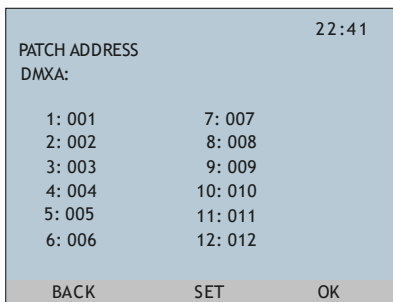 22:41
PATCH ADDRESS
DMXA:
1: 001 7: 007
2: 002 8: 008
3: 003 9: 009
4: 004 10: 010
5: 005 11: 011
6: 006 12: 012
BACK SET OK